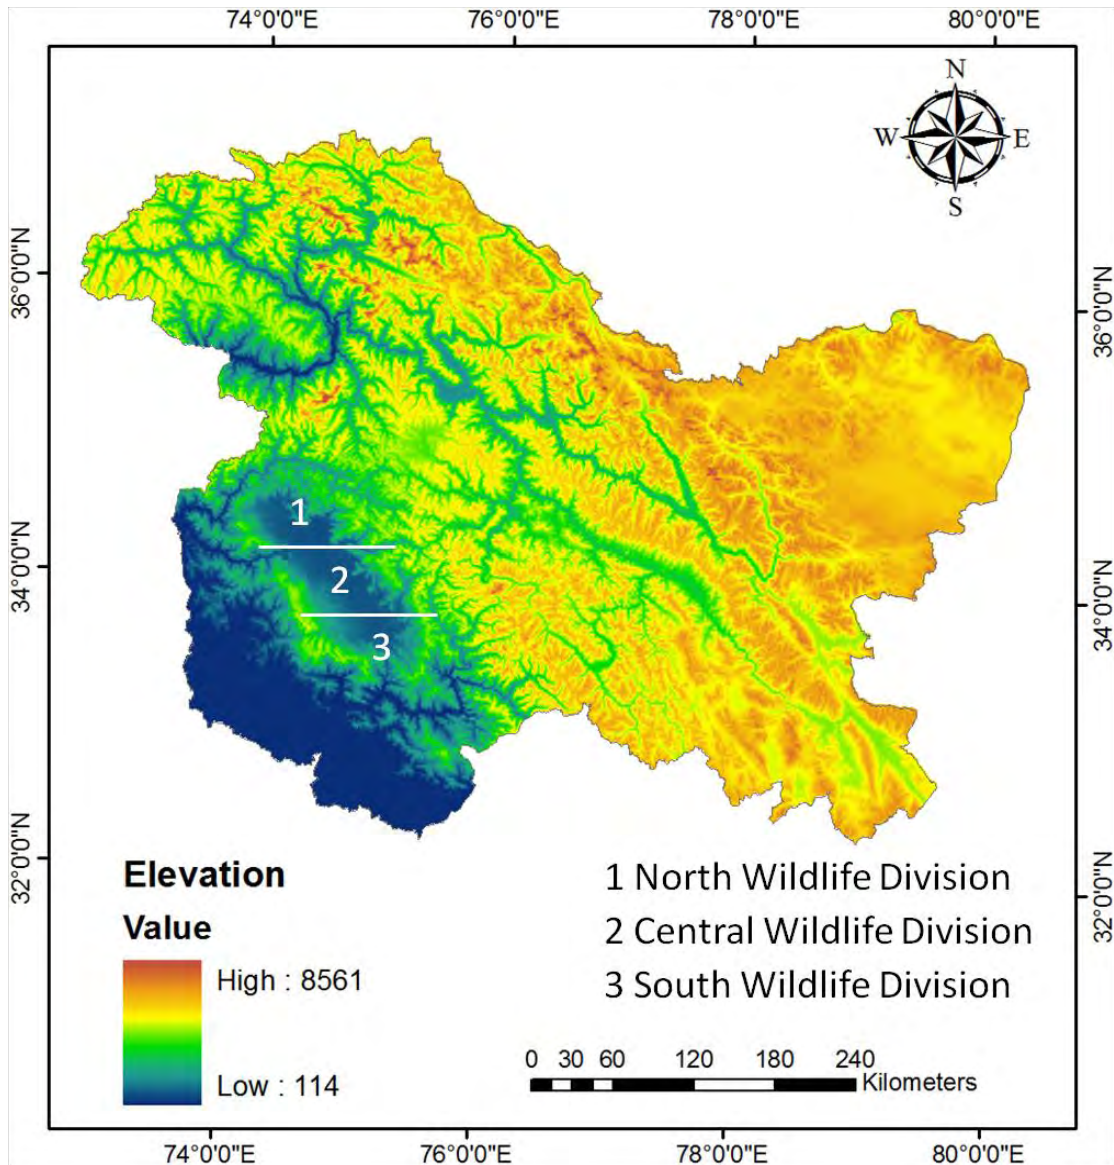 74°0'0"E 76°0'0"E 78°0'0"E 80°0'0"E
N
W E
S
36°0'0"N 36°0'0"N
1
34°0'0"N 34°0'0"N
2
3
32°0'0"N 32°0'0"N
Elevation
Value
High : 8561
Low : 114
1 North Wildlife Division
2 Central Wildlife Division
3 South Wildlife Division
0 30 60 120 180 240
Kilometers
74°0'0"E 76°0'0"E 78°0'0"E 80°0'0"E